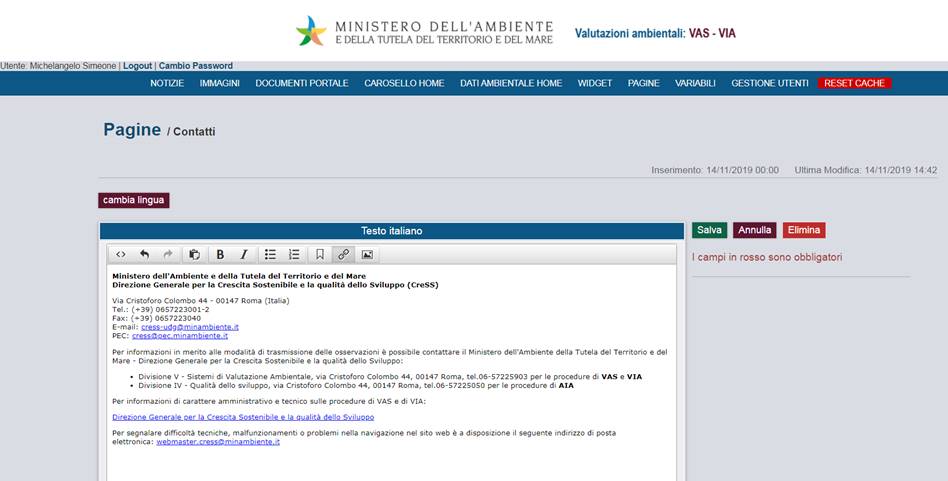 MINISTERO DELL'AMBIENTE
E DELLA TUTELA DEL TERRITORIO E DEL MARE
Valutazioni ambientali: VAS - VIA
Utente: Michelangelo Simeone | Logout | Cambio Password
NOTIZIE IMMAGINI DOCUMENTI PORTALE CAROSELLO HOME DATI AMBIENTALE HOME WIDGET PAGINE VARIABILI GESTIONE UTENTI RESET CACHE
Pagine / Contatti
Inserimento: 14/11/2019 00:00 Ultima Modifica: 14/11/2019 14:42
cambia lingua
Testo italiano
Salva Annulla Elimina
I campi in rosso sono obbligatori
Ministero dell'Ambiente e della Tutela del Territorio e del Mare
Direzione Generale per la Crescita Sostenibile e la qualità dello Sviluppo (CreSS)
Via Cristoforo Colombo 44 - 00147 Roma (Italia)
Tel.: (+39) 0657223001-2
Fax: (+39) 0657223040
E-mail: cress-udg@minambiente.it
PEC: cress@pec.minambiente.it
Per informazioni in merito alle modalità di trasmissione delle osservazioni è possibile contattare il Ministero dell'Ambiente della Tutela del Territorio e del
Mare - Direzione Generale per la Crescita Sostenibile e la qualità dello Sviluppo:
• Divisione V - Sistemi di Valutazione Ambientale, via Cristoforo Colombo 44, 00147 Roma, tel.06-57225903 per le procedure di VAS e VIA
• Divisione IV - Qualità dello sviluppo, via Cristoforo Colombo 44, 00147 Roma, tel.06-57225050 per le procedure di AIA
Per informazioni di carattere amministrativo e tecnico sulle procedure di VAS e di VIA:
Direzione Generale per la Crescita Sostenibile e la qualità dello Sviluppo
Per segnalare difficoltà tecniche, malfunzionamenti o problemi nella navigazione nel sito web è a disposizione il seguente indirizzo di posta
elettronica: webmaster.cress@minambiente.it